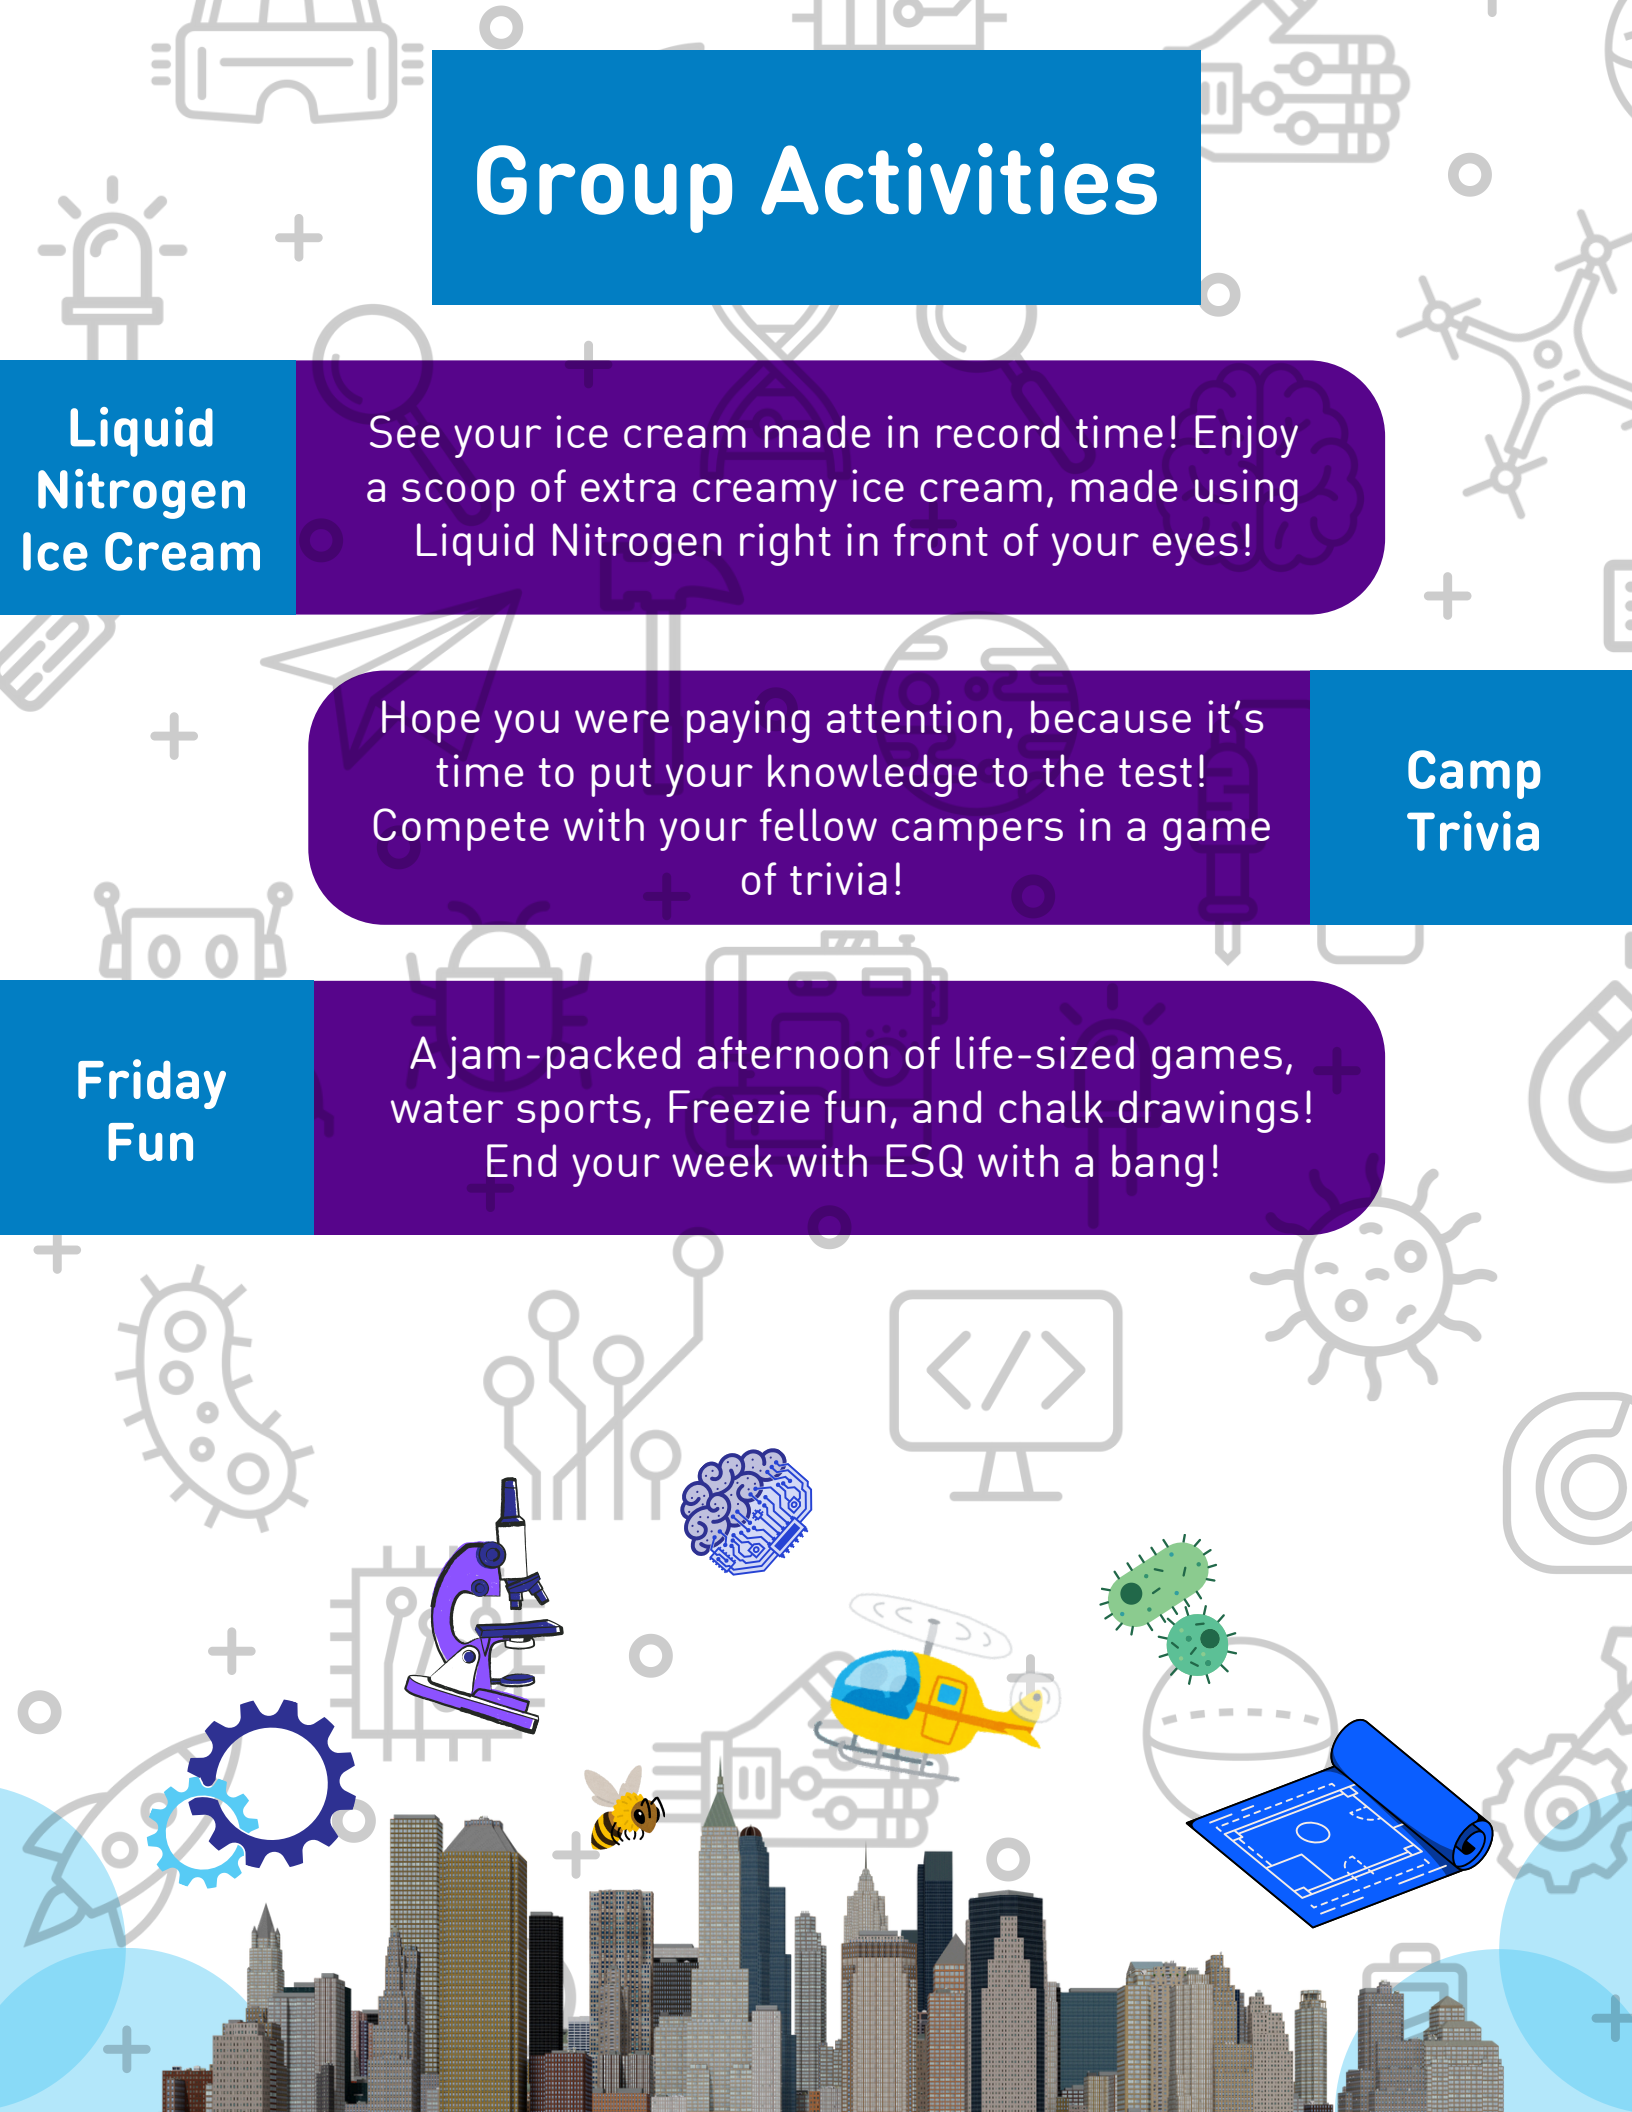 Group Activities
Liquid
Nitrogen
Ice Cream
See your ice cream made in record time! Enjoy
a scoop of extra creamy ice cream, made using
Liquid Nitrogen right in front of your eyes!
Hope you were paying attention, because it's
time to put your knowledge to the test!
Compete with your fellow campers in a game
of trivia!
Camp
Trivia
Friday
Fun
A jam-packed afternoon of life-sized games,
water sports, Freezie fun, and chalk drawings!
End your week with ESQ with a bang!